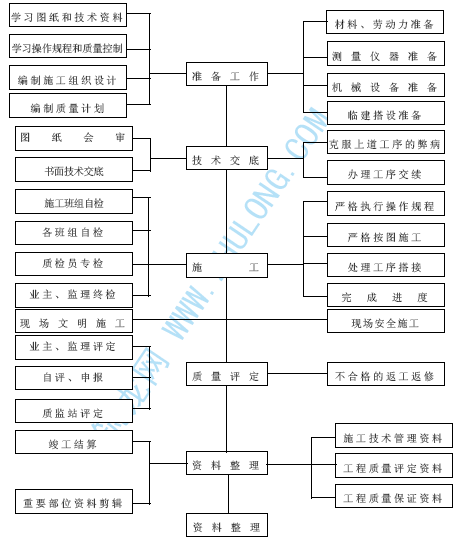 学习图纸和技术资料
材料、劳动力准备
学习操作规程和质量控制
测量仪器准备
准备工作
编制施工组织设计
机械设备准备
编制质量计划
临建搭设准备
图纸会审
克服上道工序的弊病
技术交底
书面技术交底
办理工序交续
施工班组自检
严格执行操作规程
各班组自检
严格按图施工
质检员专检
施工
处理工序搭接
业主、监理终检
完成进度
现场文明施工
现场安全施工
业主、监理评定
自评、申报
质量评定
不合格的返工返修
质监站评定
竣工结算
施工技术管理资料
资料整理
工程质量评定资料
重要部位资料剪辑
工程质量保证资料
资料整理
龙网 WWW.ZHULONG.COM